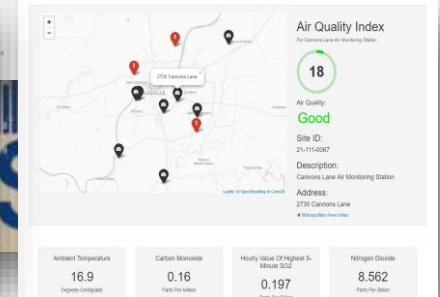 +
-
2730 Cannons Lane
Leaflet | © OpenStreetMap © CartoDB
Air Quality Index
For Cannons Lane Air Monitoring Station
18
Air Quality:
Good
Site ID:
21-111-0067
Description:
Cannons Lane Air Monitoring Station
Address:
2730 Cannons Lane
Metropolitan Area Index
Ambient Temperature
16.9
Degrees Centigrade
Carbon Monoxide
0.16
Parts Per Million
Hourly Value Of Highest 5-
Minute SO2
0.197
Parts Per Billion
Nitrogen Dioxide
8.562
Parts Per Billion